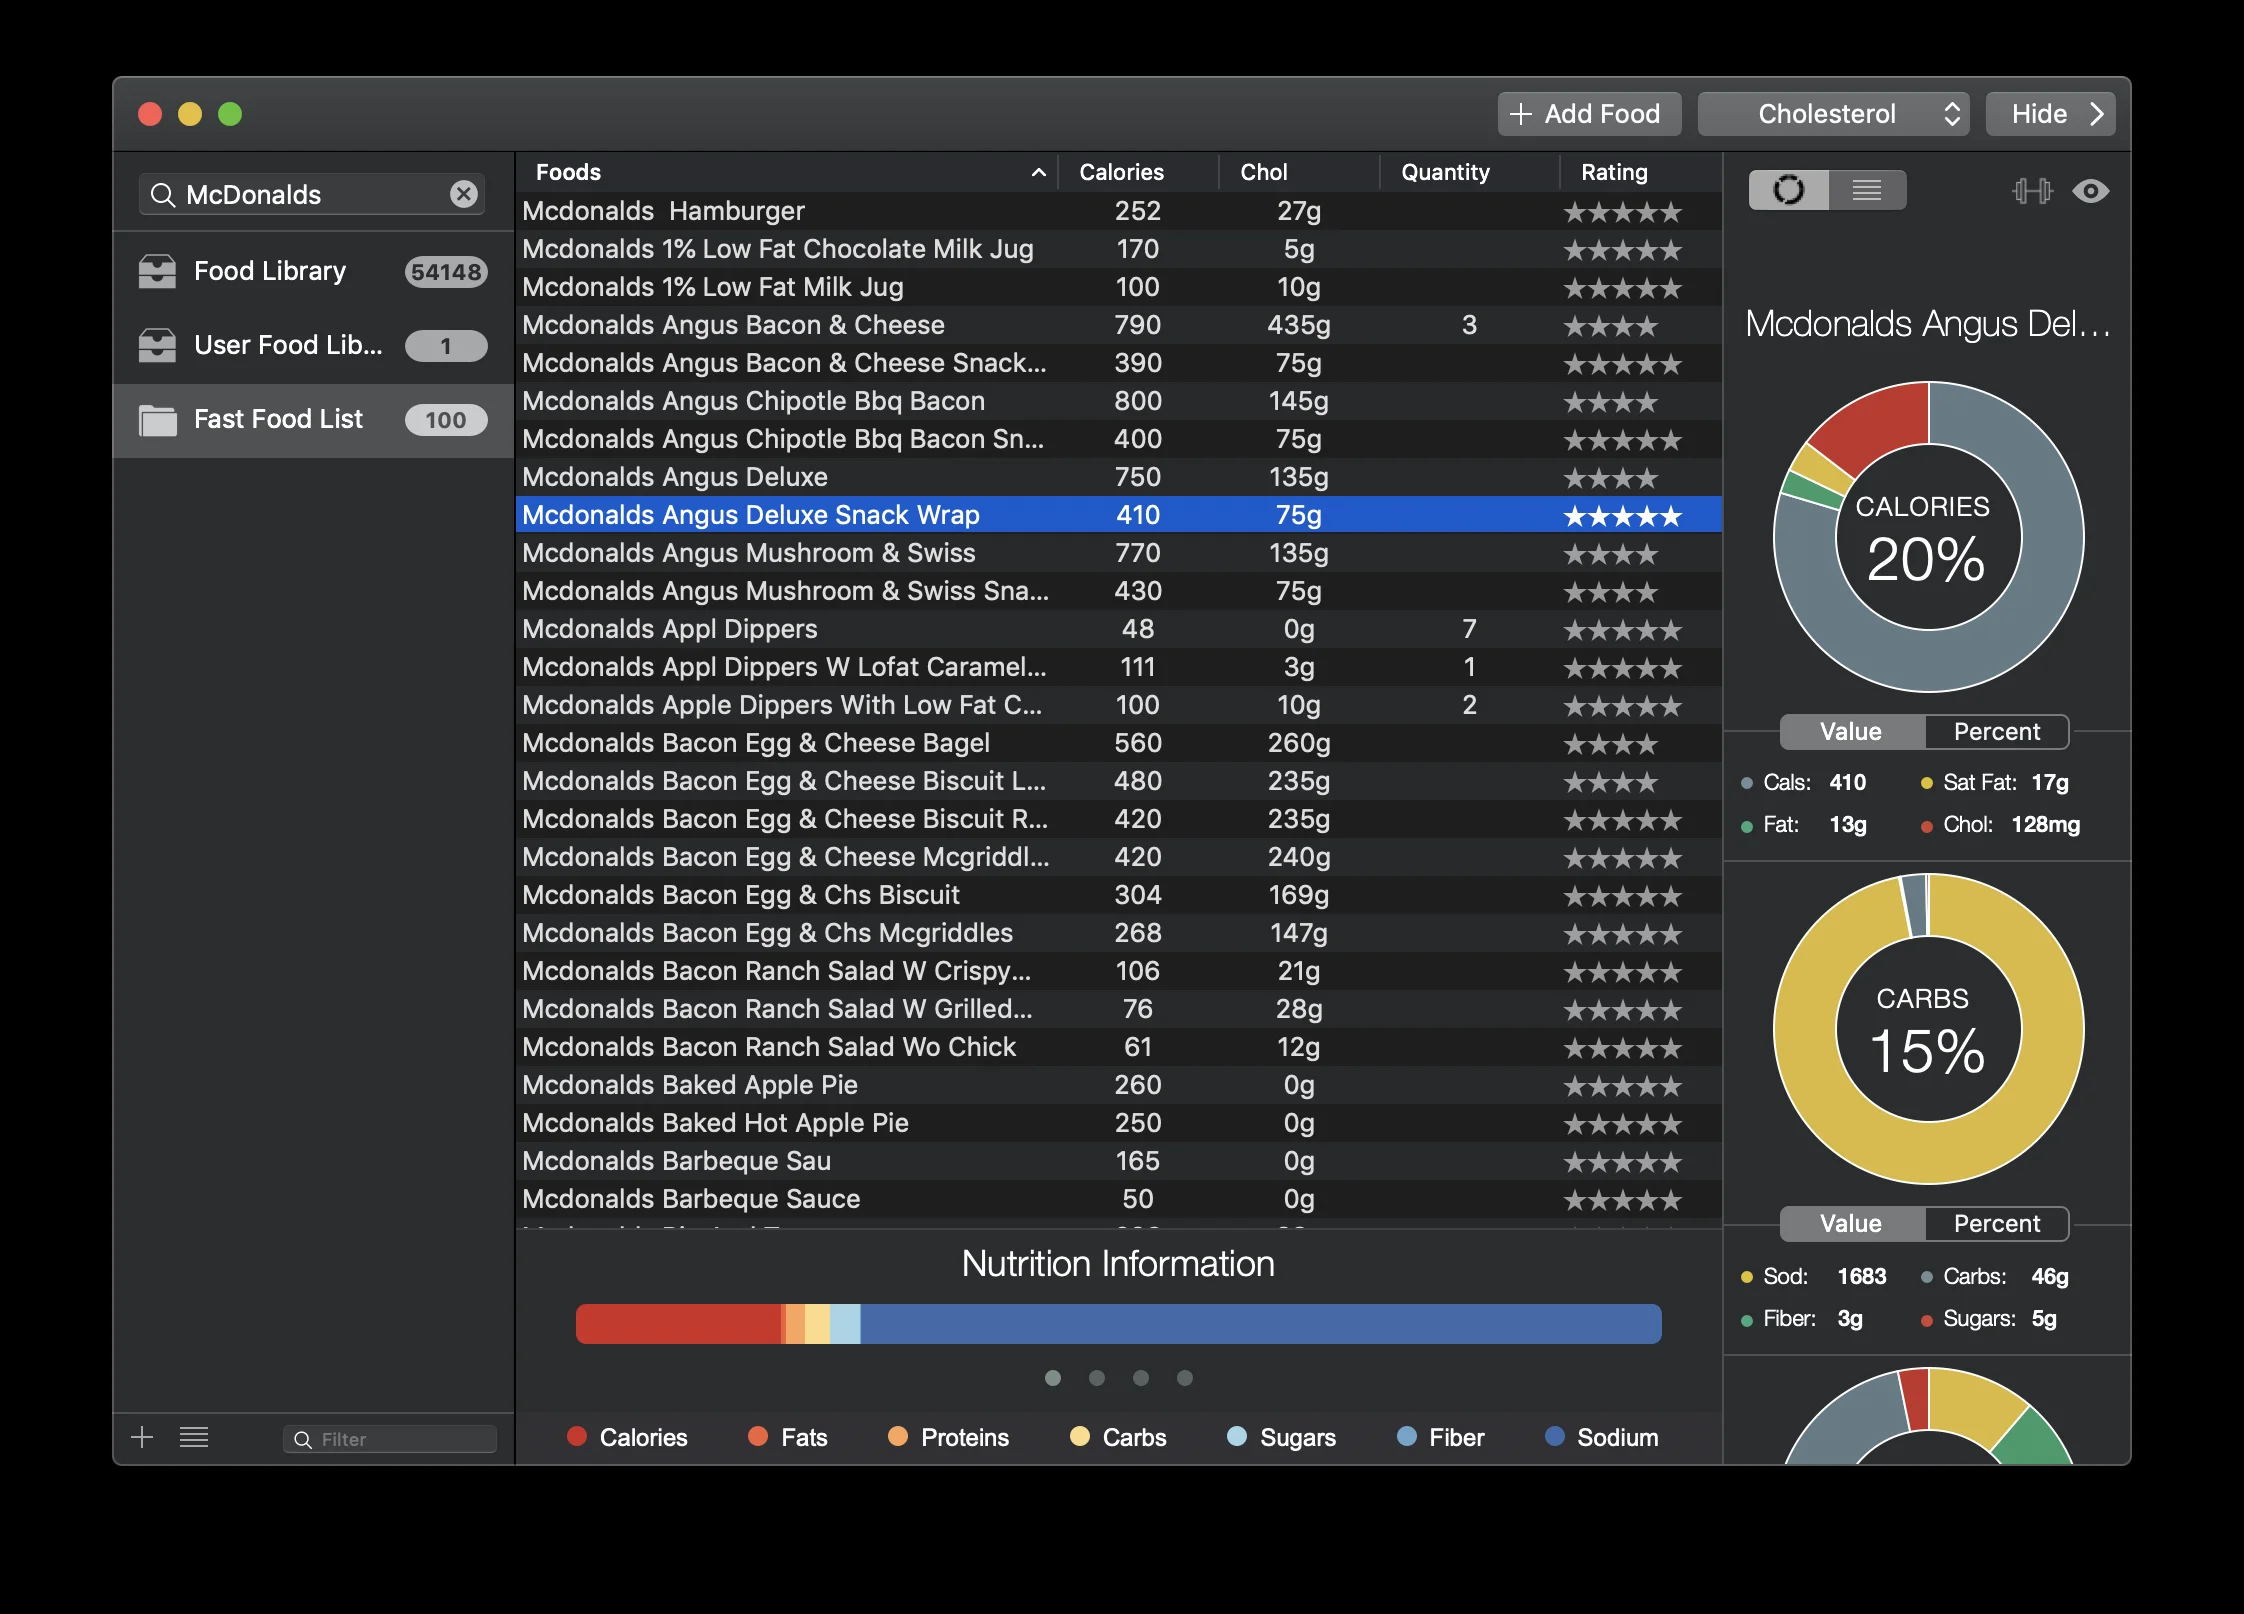 + Add Food Cholesterol Hide
McDonalds
Food Library 54148
User Food Lib... 1
Fast Food List 100
Filter
Foods Calories Chol Quantity Rating
Mcdonalds  Hamburger 252 27g ★★★★★
Mcdonalds 1% Low Fat Chocolate Milk Jug 170 5g ★★★★★
Mcdonalds 1% Low Fat Milk Jug 100 10g ★★★★★
Mcdonalds Angus Bacon & Cheese 790 435g 3 ★★★★
Mcdonalds Angus Bacon & Cheese Snack... 390 75g ★★★★★
Mcdonalds Angus Chipotle Bbq Bacon 800 145g ★★★★
Mcdonalds Angus Chipotle Bbq Bacon Sn... 400 75g ★★★★★
Mcdonalds Angus Deluxe 750 135g ★★★★
Mcdonalds Angus Deluxe Snack Wrap 410 75g ★★★★★
Mcdonalds Angus Mushroom & Swiss 770 135g ★★★★
Mcdonalds Angus Mushroom & Swiss Sna... 430 75g ★★★★
Mcdonalds Appl Dippers 48 0g 7 ★★★★★
Mcdonalds Appl Dippers W Lofat Caramel... 111 3g 1 ★★★★★
Mcdonalds Apple Dippers With Low Fat C... 100 10g 2 ★★★★★
Mcdonalds Bacon Egg & Cheese Bagel 560 260g ★★★★
Mcdonalds Bacon Egg & Cheese Biscuit L... 480 235g ★★★★
Mcdonalds Bacon Egg & Cheese Biscuit R... 420 235g ★★★★★
Mcdonalds Bacon Egg & Cheese Mcgriddl... 420 240g ★★★★★
Mcdonalds Bacon Egg & Chs Biscuit 304 169g ★★★★★
Mcdonalds Bacon Egg & Chs Mcgriddles 268 147g ★★★★★
Mcdonalds Bacon Ranch Salad W Crispy... 106 21g ★★★★★
Mcdonalds Bacon Ranch Salad W Grilled... 76 28g ★★★★★
Mcdonalds Bacon Ranch Salad Wo Chick 61 12g ★★★★★
Mcdonalds Baked Apple Pie 260 0g ★★★★★
Mcdonalds Baked Hot Apple Pie 250 0g ★★★★★
Mcdonalds Barbeque Sau 165 0g ★★★★★
Mcdonalds Barbeque Sauce 50 0g ★★★★★
Nutrition Information
Calories Fats Proteins Carbs Sugars Fiber Sodium
Mcdonalds Angus Del...
CALORIES
20%
Value Percent
Cals: 410 Sat Fat: 17g
Fat: 13g Chol: 128mg
CARBS
15%
Value Percent
Sod: 1683 Carbs: 46g
Fiber: 3g Sugars: 5g